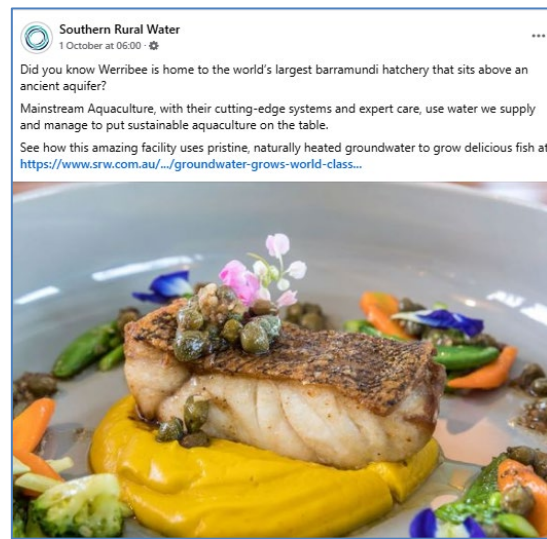 Southern Rural Water
1 October at 06:00 ·
Did you know Werribee is home to the world's largest barramundi hatchery that sits above an
ancient aquifer?
Mainstream Aquaculture, with their cutting-edge systems and expert care, use water we supply
and manage to put sustainable aquaculture on the table.
See how this amazing facility uses pristine, naturally heated groundwater to grow delicious fish at
https://www.srw.com.au/.../groundwater-grows-world-class...